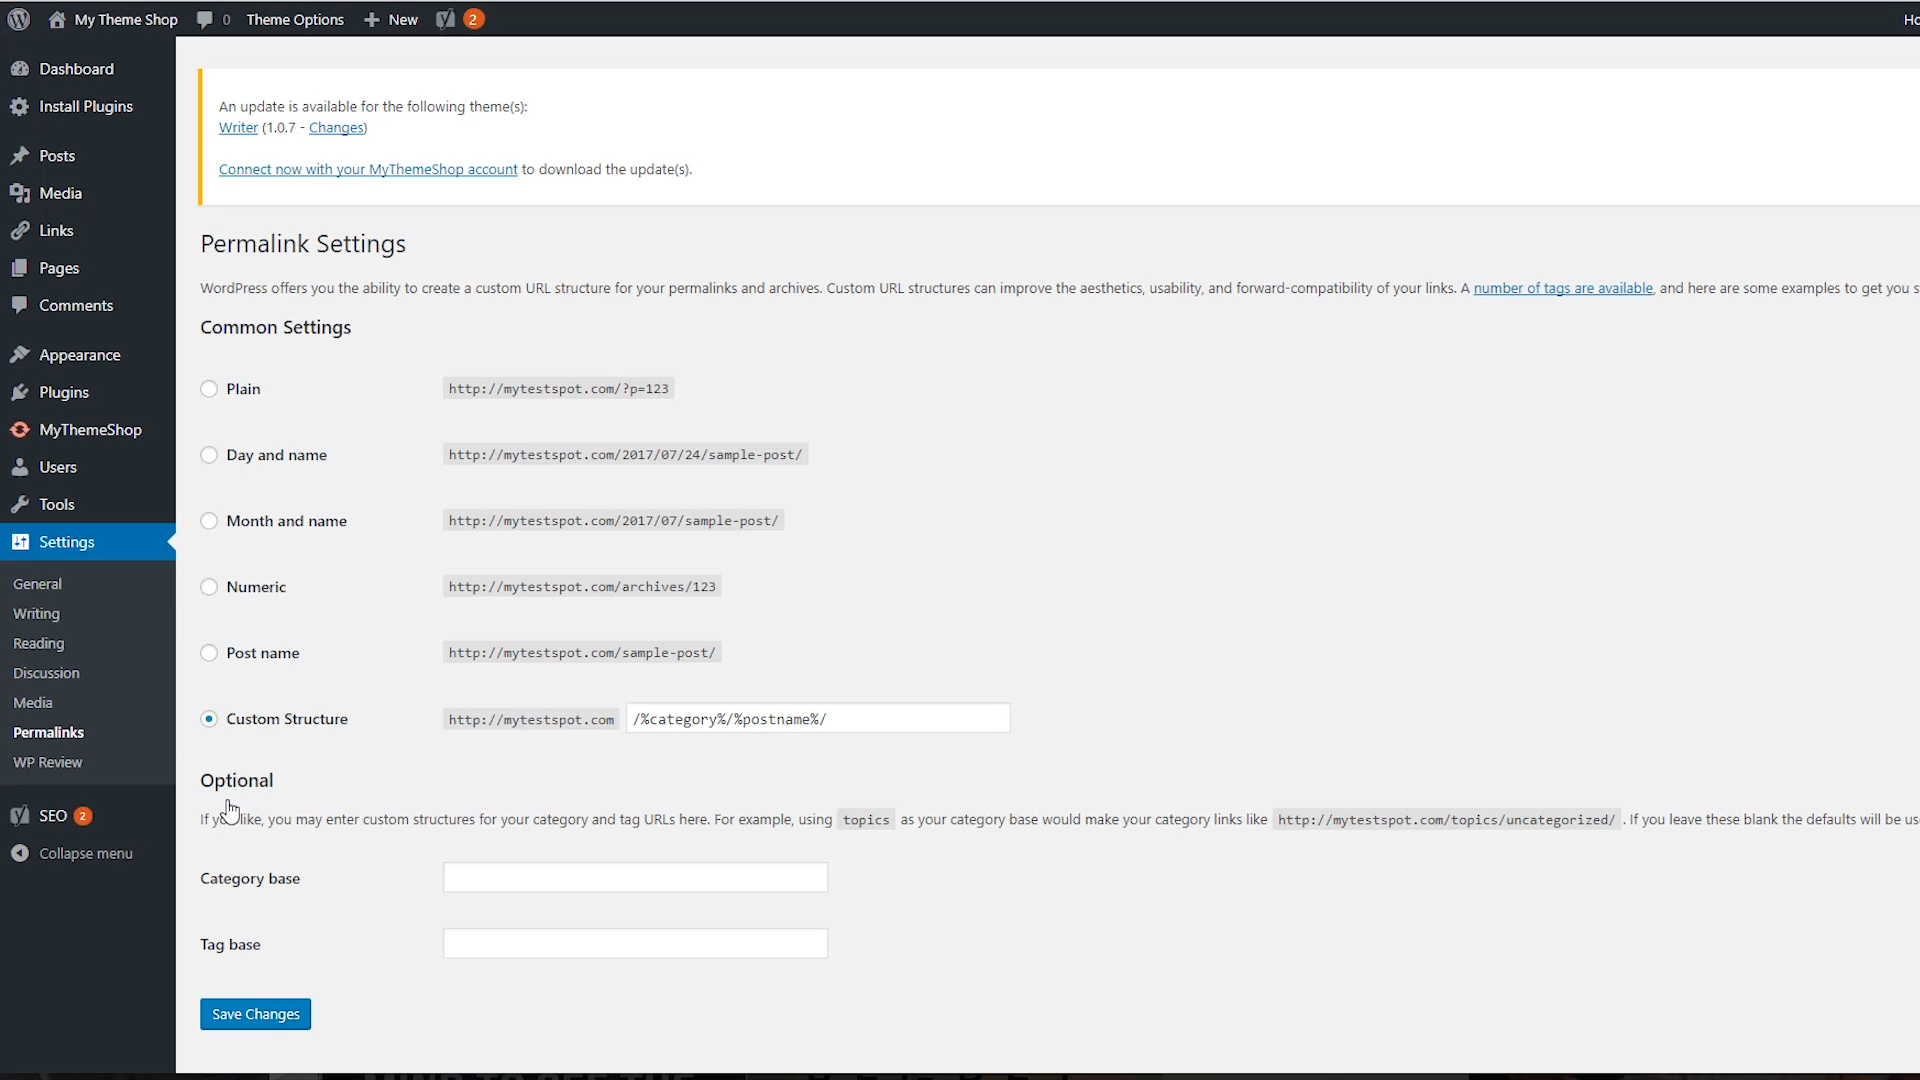 My Theme Shop 0 Theme Options New 2
Dashboard
Install Plugins
Posts
Media
Links
Pages
Comments
Appearance
Plugins
MyThemeShop
Users
Tools
Settings
General
Writing
Reading
Discussion
Media
Permalinks
WP Review
SEO 2
Collapse menu
An update is available for the following theme(s):
Writer (1.0.7 - Changes)
Connect now with your MyThemeShop account to download the update(s).
Permalink Settings
WordPress offers you the ability to create a custom URL structure for your permalinks and archives. Custom URL structures can improve the aesthetics, usability, and forward-compatibility of your links. A number of tags are available, and here are some examples to get you
Common Settings
Plain http://mytestspot.com/?p=123
Day and name http://mytestspot.com/2017/07/24/sample-post/
Month and name http://mytestspot.com/2017/07/sample-post/
Numeric http://mytestspot.com/archives/123
Post name http://mytestspot.com/sample-post/
Custom Structure http://mytestspot.com /%category%/%postname%/
Optional
If like, you may enter custom structures for your category and tag URLs here. For example, using topics as your category base would make your category links like http://mytestspot.com/topics/uncategorized/ . If you leave these blank the defaults will be
Category base
Tag base
Save Changes